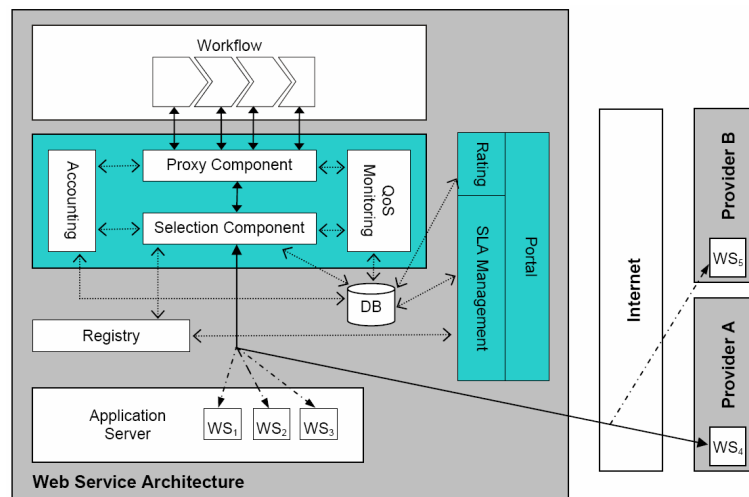 Workflow
Accounting
Proxy Component
Selection Component
QoS
Monitoring
Rating
SLA Management
Portal
DB
Registry
Application
Server
WS1
WS2
WS3
Web Service Architecture
Internet
Provider B
WS5
Provider A
WS4